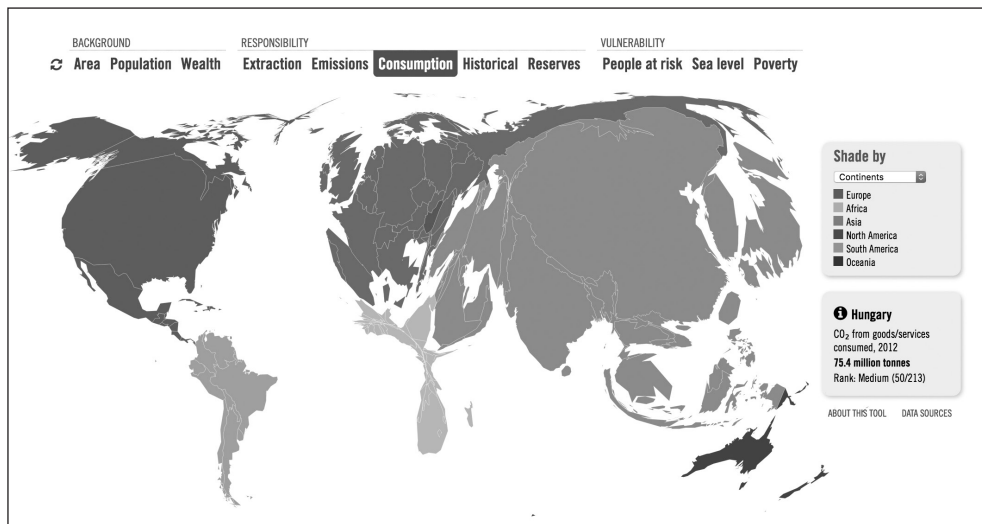 BACKGROUND RESPONSIBILITY VULNERABILITY
Area Population Wealth Extraction Emissions Consumption Historical Reserves People at risk Sea level Poverty
Shade by
Continents
Europe
Africa
Asia
North America
South America
Oceania
Hungary
CO₂ from goods/services
consumed, 2012
75.4 million tonnes
Rank: Medium (50/213)
ABOUT THIS TOOL DATA SOURCES